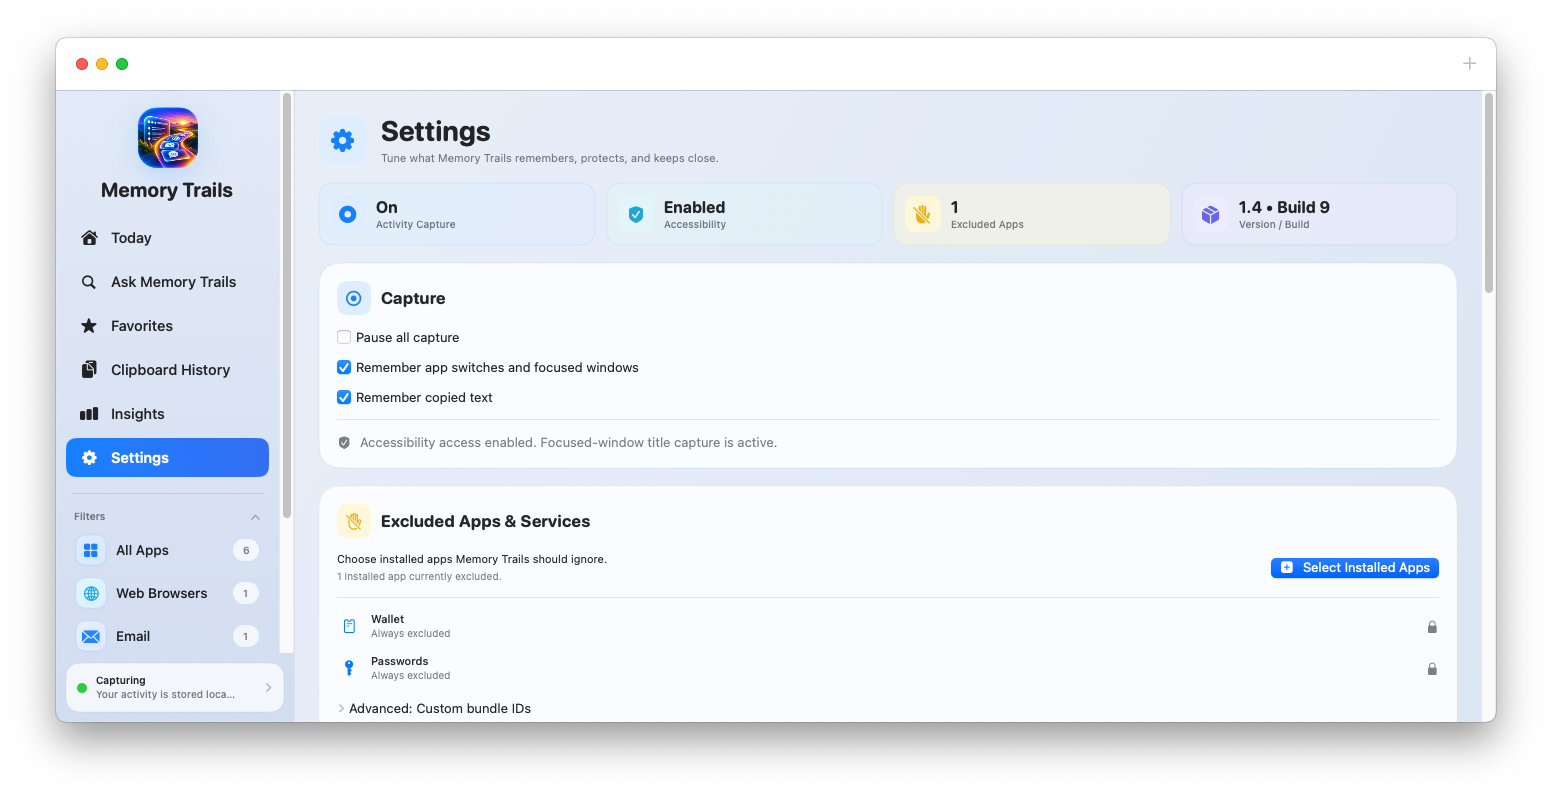 Memory Trails
Today
Ask Memory Trails
Favorites
Clipboard History
Insights
Settings
Filters
All Apps 6
Web Browsers 1
Email 1
Capturing
Your activity is stored loca...
Settings
Tune what Memory Trails remembers, protects, and keeps close.
On
Activity Capture
Enabled
Accessibility
1
Excluded Apps
1.4 • Build 9
Version / Build
Capture
Pause all capture
Remember app switches and focused windows
Remember copied text
Accessibility access enabled. Focused-window title capture is active.
Excluded Apps & Services
Choose installed apps Memory Trails should ignore.
1 installed app currently excluded.
Select Installed Apps
Wallet
Always excluded
Passwords
Always excluded
Advanced: Custom bundle IDs